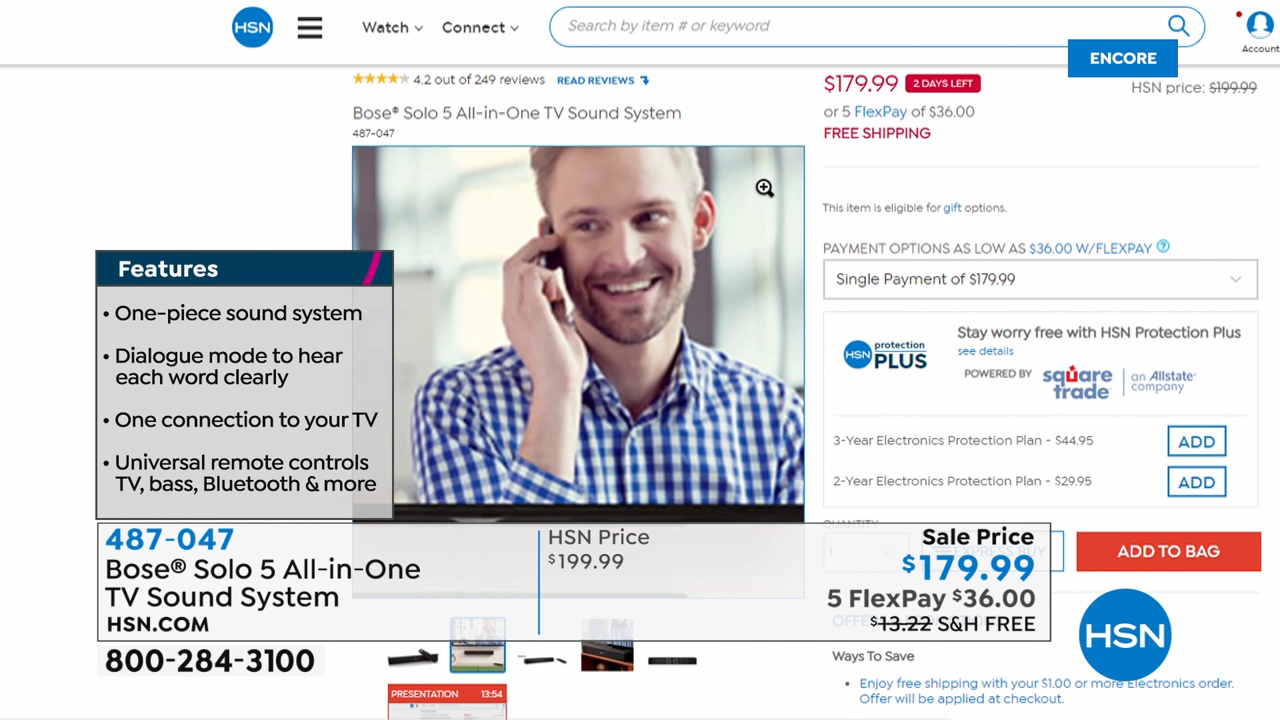 HSN
Watch
Connect
Search by item # or keyword
Account
ENCORE
4.2 out of 249 reviews READ REVIEWS
Bose® Solo 5 All-in-One TV Sound System
487-047
$179.99 2 DAYS LEFT
HSN price: $199.99
or 5 FlexPay of $36.00
FREE SHIPPING
This item is eligible for gift options.
PAYMENT OPTIONS AS LOW AS $36.00 W/FLEXPAY ?
Single Payment of $179.99
HSN protection PLUS
Stay worry free with HSN Protection Plus
see details
POWERED BY square trade an Allstate company
3-Year Electronics Protection Plan - $44.95 ADD
2-Year Electronics Protection Plan - $29.95 ADD
QUANTITY
1
EXPRESS BUY
ADD TO BAG
Features
• One-piece sound system
• Dialogue mode to hear
each word clearly
• One connection to your TV
• Universal remote controls
TV, bass, Bluetooth & more
487-047
Bose® Solo 5 All-in-One
TV Sound System
HSN.COM
HSN Price
$199.99
Sale Price
$179.99
5 FlexPay $36.00
$13.22 S&H FREE
800-284-3100
HSN
Ways To Save
• Enjoy free shipping with your $1.00 or more Electronics order.
Offer will be applied at checkout.
PRESENTATION 13:54